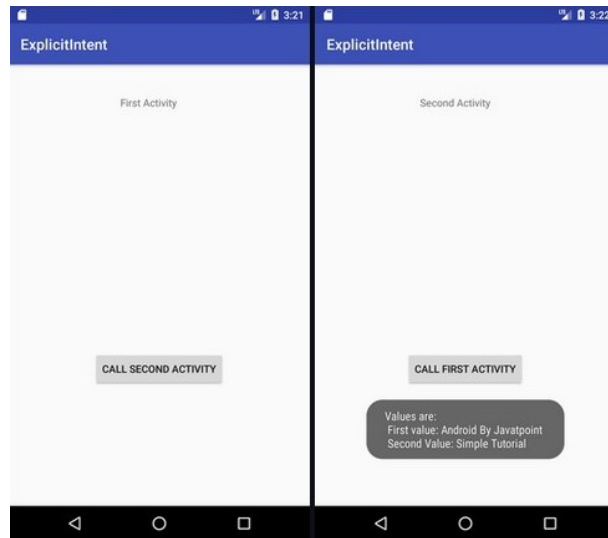 3:21
ExplicitIntent
First Activity
CALL SECOND ACTIVITY
3:22
ExplicitIntent
Second Activity
CALL FIRST ACTIVITY
Values are:
First value: Android By Javatpoint
Second Value: Simple Tutorial